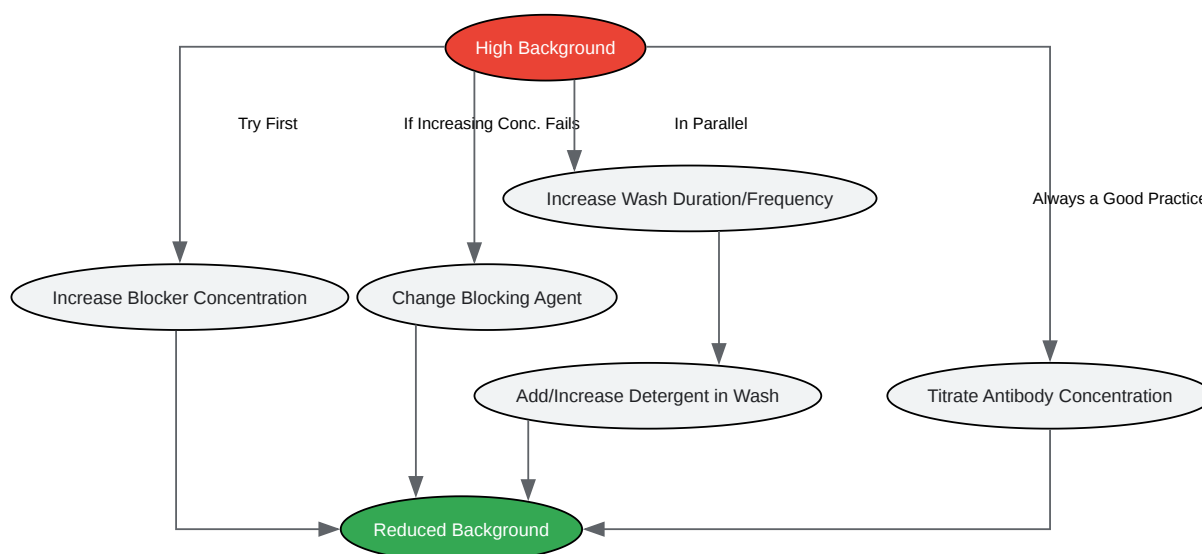 High Background
Try First
If Increasing Conc. Fails
In Parallel
Increase Wash Duration/Frequency
Always a Good Practice
Increase Blocker Concentration
Change Blocking Agent
Add/Increase Detergent in Wash
Titrate Antibody Concentration
Reduced Background